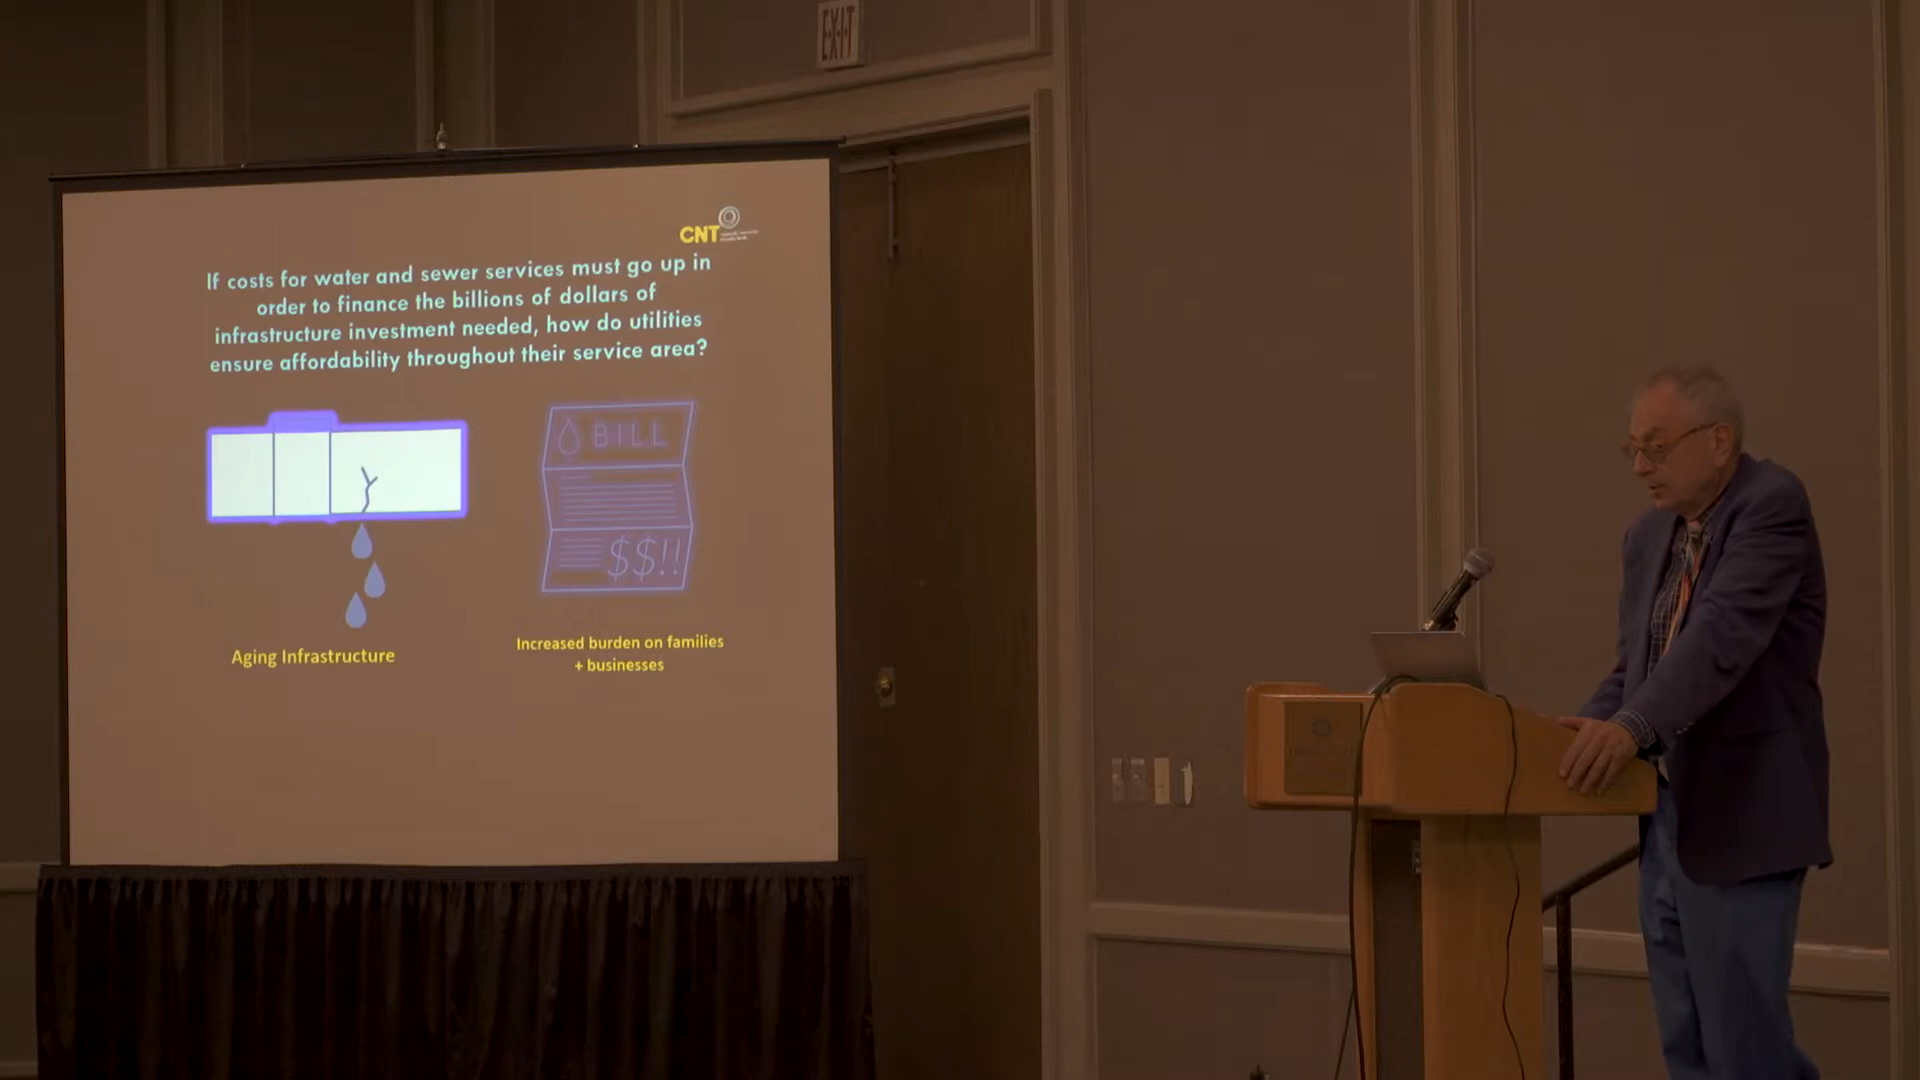 EXIT
CNT
If costs for water and sewer services must go up in
order to finance the billions of dollars of
infrastructure investment needed, how do utilities
ensure affordability throughout their service area?
BILL
$$!!
Aging Infrastructure
Increased burden on families
+ businesses